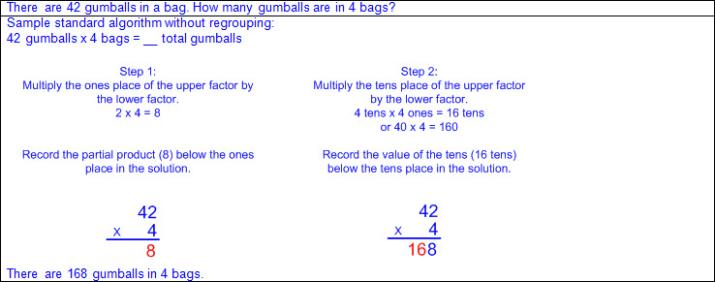 There are 42 gumballs in a bag. How many gumballs are in 4 bags?
Sample standard algorithm without regrouping:
42 gumballs x 4 bags = __ total gumballs
Step 1:
Multiply the ones place of the upper factor by
the lower factor.
2 x 4 = 8
Record the partial product (8) below the ones
place in the solution.
42
x 4
8
Step 2:
Multiply the tens place of the upper factor
by the lower factor.
4 tens x 4 ones = 16 tens
or 40 x 4 = 160
Record the value of the tens (16 tens)
below the tens place in the solution.
42
x 4
168
There are 168 gumballs in 4 bags.